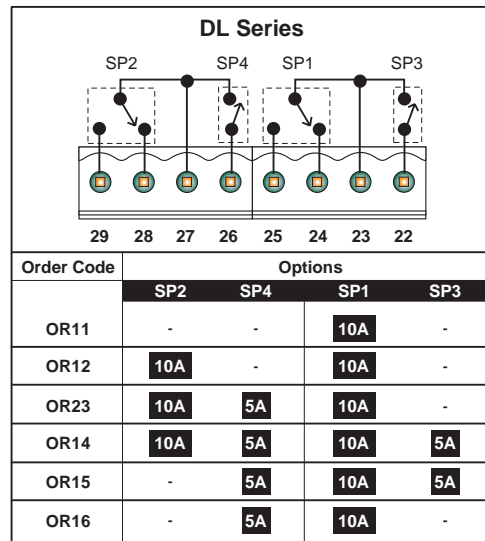 DL Series
SP2 SP4 SP1 SP3
29 28 27 26 25 24 23 22
Order Code Options
SP2 SP4 SP1 SP3
OR11 - - 10A -
OR12 10A - 10A -
OR23 10A 5A 10A -
OR14 10A 5A 10A 5A
OR15 - 5A 10A 5A
OR16 - 5A 10A -